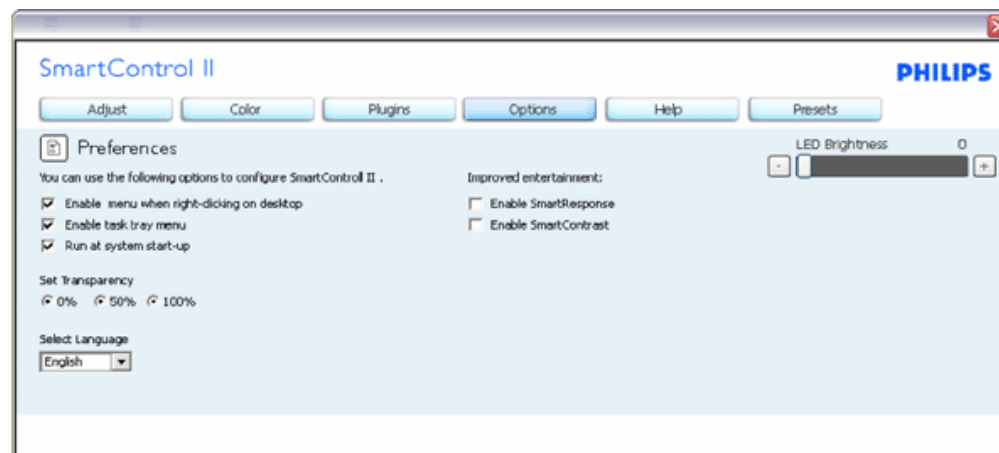 SmartControl II
PHILIPS
Adjust Color Plugins Options Help Presets
Preferences
LED Brightness 0
You can use the following options to configure SmartControl II .
Improved entertainment:
Enable menu when right-clicking on desktop
Enable SmartResponse
Enable task tray menu
Enable SmartContrast
Run at system start-up
Set Transparency
0% 50% 100%
Select Language
English